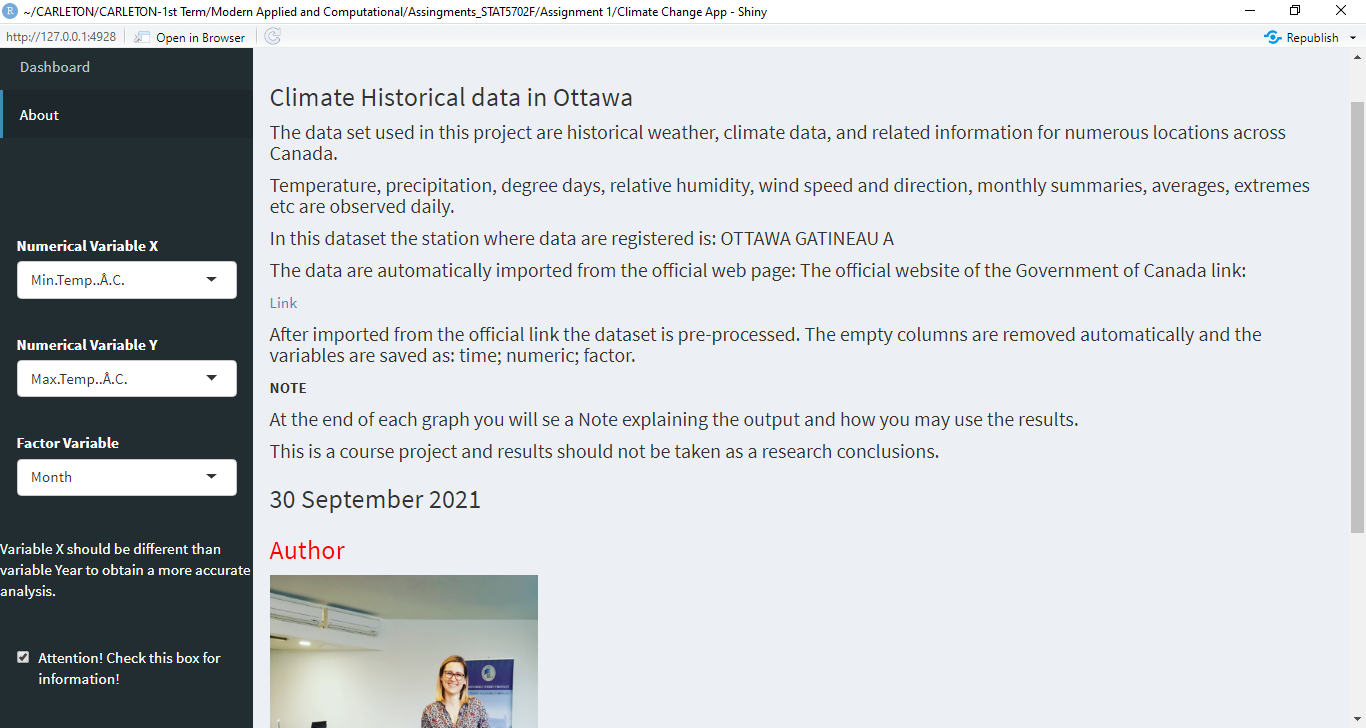 ~/CARLETON/CARLETON-1st Term/Modern Applied and Computational/Assingments_STAT5702F/Assignment 1/Climate Change App - Shiny
http://127.0.0.1:4928
Open in Browser
Republish
Dashboard
About
Numerical Variable X
Min.Temp..Â.C.
Numerical Variable Y
Max.Temp..Â.C.
Factor Variable
Month
Variable X should be different than
variable Year to obtain a more accurate
analysis.
Attention! Check this box for
information!
Climate Historical data in Ottawa
The data set used in this project are historical weather, climate data, and related information for numerous locations across
Canada.
Temperature, precipitation, degree days, relative humidity, wind speed and direction, monthly summaries, averages, extremes
etc are observed daily.
In this dataset the station where data are registered is: OTTAWA GATINEAU A
The data are automatically imported from the official web page: The official website of the Government of Canada link:
Link
After imported from the official link the dataset is pre-processed. The empty columns are removed automatically and the
variables are saved as: time; numeric; factor.
NOTE
At the end of each graph you will se a Note explaining the output and how you may use the results.
This is a course project and results should not be taken as a research conclusions.
30 September 2021
Author